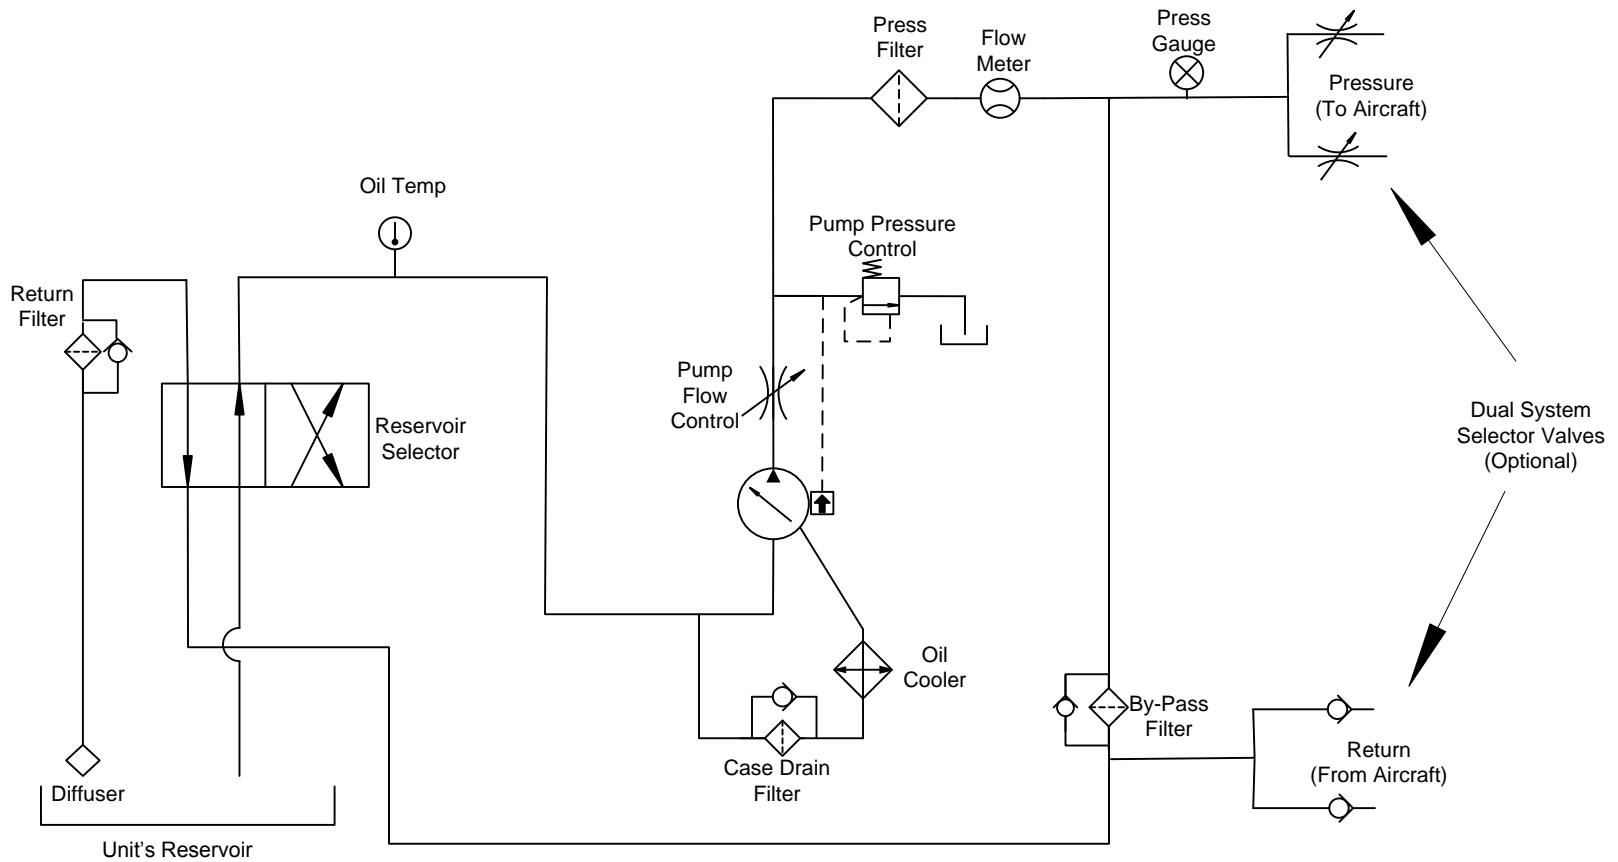 Press
Filter
Flow
Meter
Press
Gauge
Pressure
(To Aircraft)
Oil Temp
Pump Pressure
Control
Return
Filter
Pump
Flow
Control
Reservoir
Selector
Dual System
Selector Valves
(Optional)
Oil
Cooler
By-Pass
Filter
Return
(From Aircraft)
Case Drain
Filter
Diffuser
Unit's Reservoir